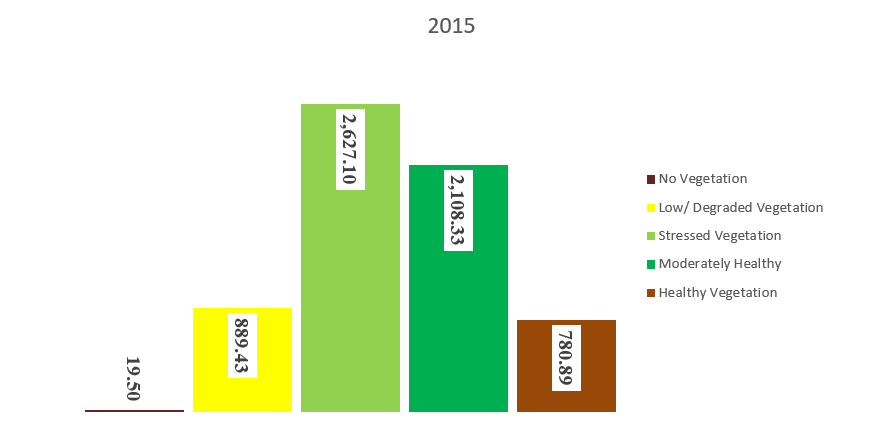 2015
19.50
889.43
2,627.10
2,108.33
780.89
No Vegetation
Low/ Degraded Vegetation
Stressed Vegetation
Moderately Healthy
Healthy Vegetation